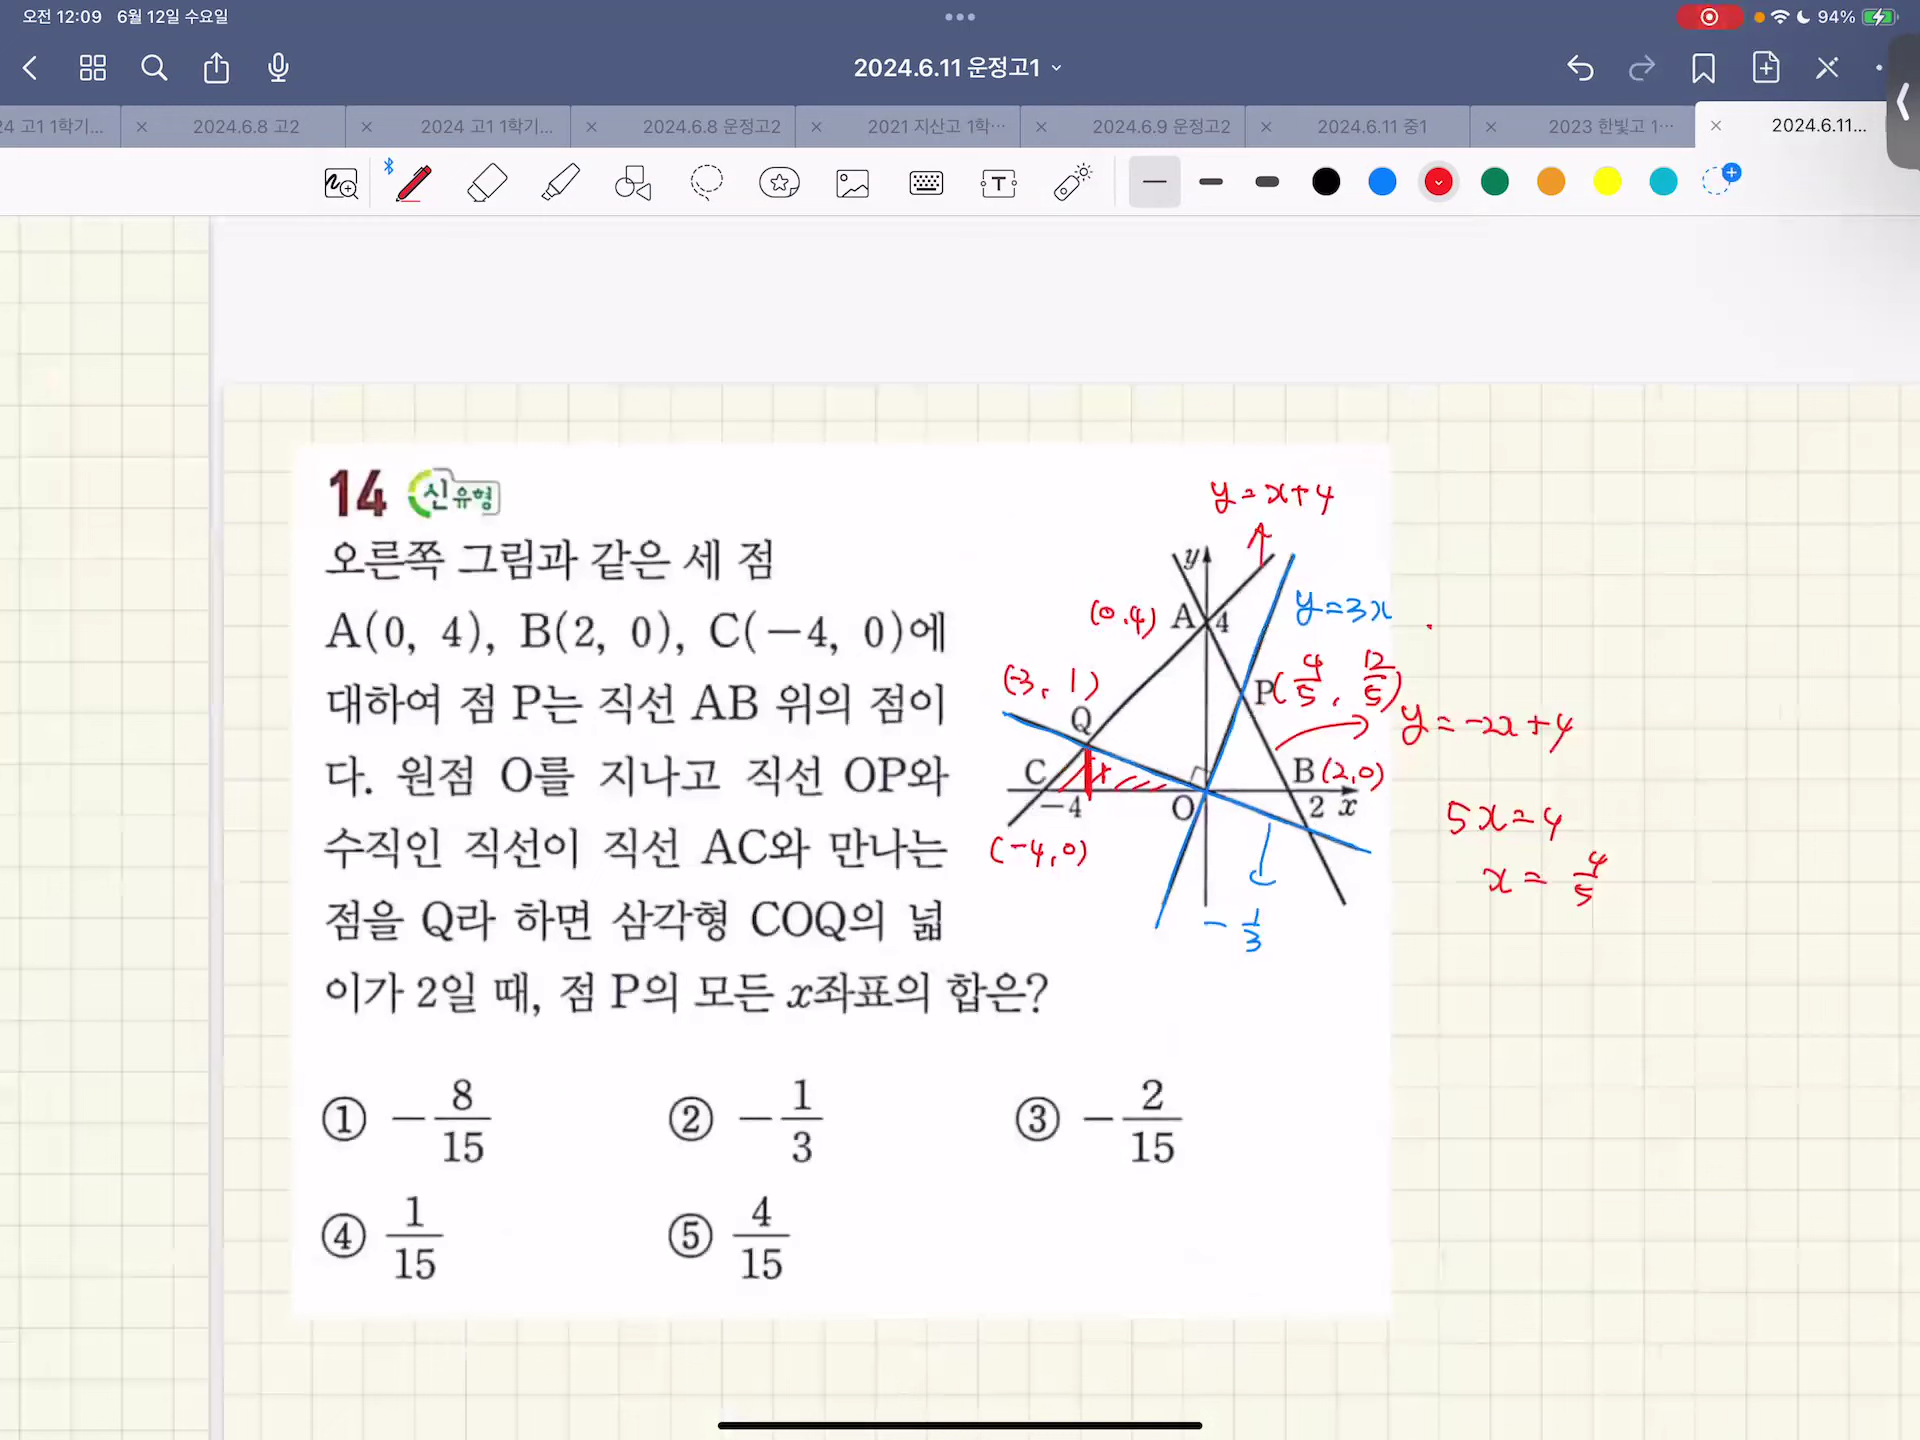 오전 12:09 6월 12일 수요일
94%
2024.6.11 운정고1
24 고1 1학기...
2024.6.8 고2
2024 고1 1학기...
2024.6.8 운정고2
2021 지산고 1학...
2024.6.9 운정고2
2024.6.11 중1
2023 한빛고 1...
2024.6.11...
14 신유형
오른쪽 그림과 같은 세 점
A(0, 4), B(2, 0), C(−4, 0)에
대하여 점 P는 직선 AB 위의 점이
다. 원점 O를 지나고 직선 OP와
수직인 직선이 직선 AC와 만나는
점을 Q라 하면 삼각형 COQ의 넓
이가 2일 때, 점 P의 모든 x좌표의 합은?
① −8/15
② −1/3
③ −2/15
④ 1/15
⑤ 4/15
y=x+4
y
(0.4) A 4
y=3x
(-3, 1)
Q
P(4/5, 12/5)
y=-2x+4
C
−4
O
B(2,0)
2 x
(-4,0)
-1/3
5x=4
x=4/5